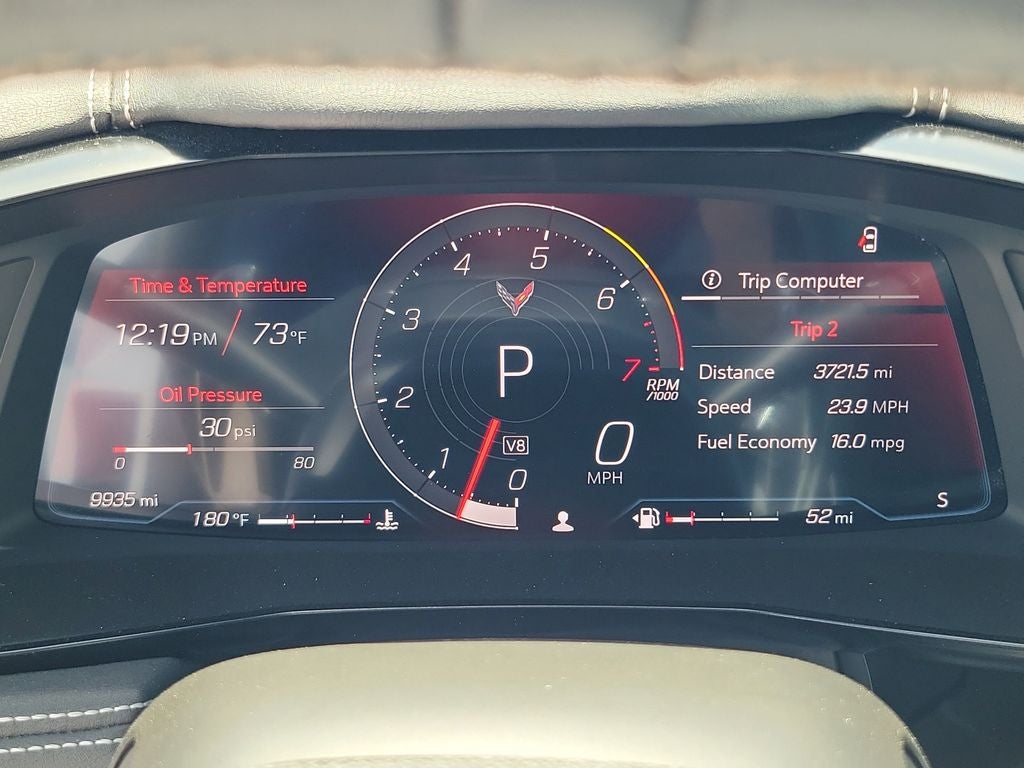 Time & Temperature
12:19 PM / 73°F
Oil Pressure
30 psi
0 80
9935 mi
180°F
0
1
2
3
4
5
6
7
RPM
/1000
P
V8
0
MPH
Trip Computer
Trip 2
Distance 3721.5 mi
Speed 23.9 MPH
Fuel Economy 16.0 mpg
52 mi
S